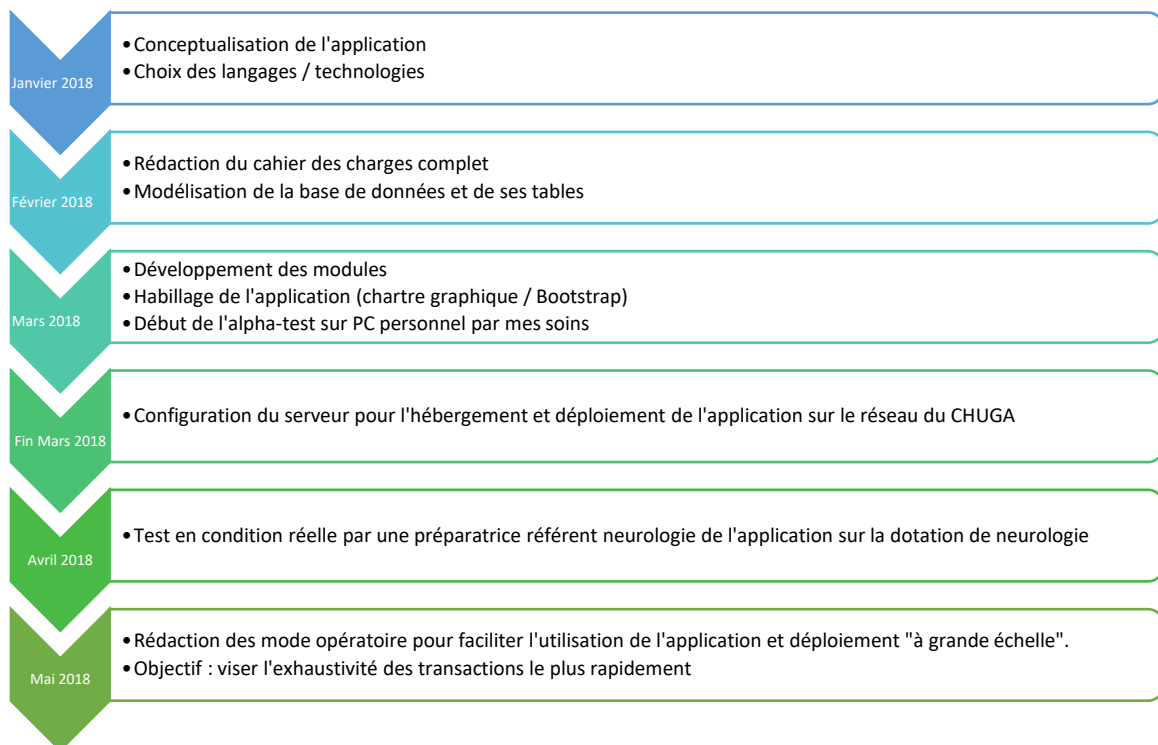 Janvier 2018
•Conceptualisation de l'application
•Choix des langages / technologies
Février 2018
•Rédaction du cahier des charges complet
•Modélisation de la base de données et de ses tables
Mars 2018
•Développement des modules
•Habillage de l'application (chartre graphique / Bootstrap)
•Début de l'alpha-test sur PC personnel par mes soins
Fin Mars 2018
•Configuration du serveur pour l'hébergement et déploiement de l'application sur le réseau du CHUGA
Avril 2018
•Test en condition réelle par une préparatrice référent neurologie de l'application sur la dotation de neurologie
Mai 2018
•Rédaction des mode opératoire pour faciliter l'utilisation de l'application et déploiement "à grande échelle".
•Objectif : viser l'exhaustivité des transactions le plus rapidement